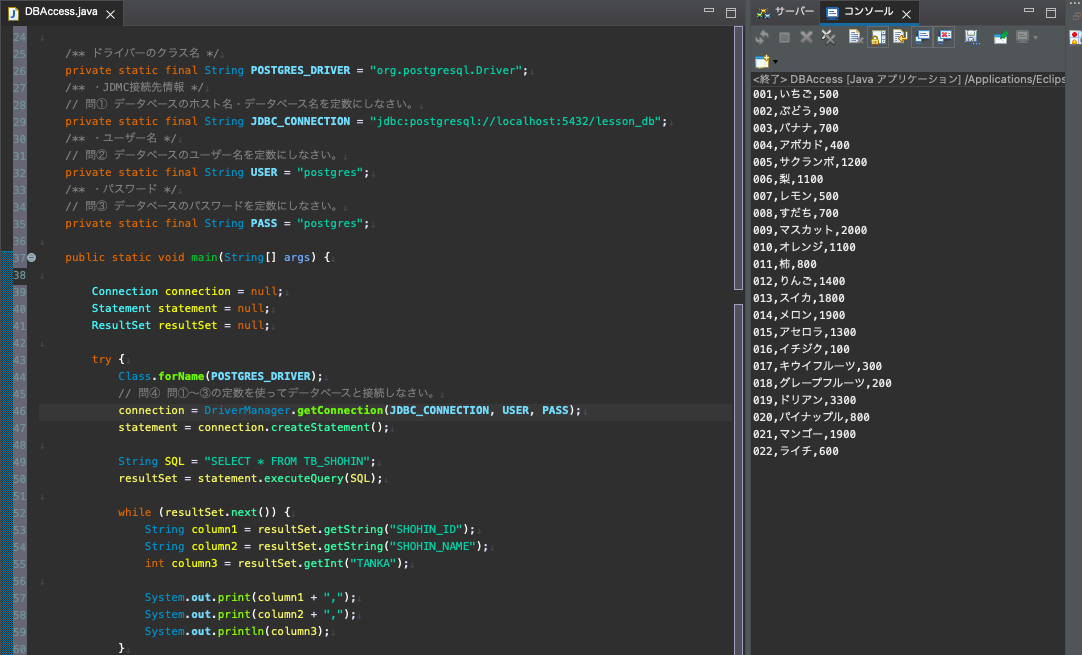 DBAccess.java
24
25 /** ドライバーのクラス名 */
26 private static final String POSTGRES_DRIVER = "org.postgresql.Driver";
27 /** ・JDMC接続先情報 */
28 // 問① データベースのホスト名・データベース名を定数にしなさい。
29 private static final String JDBC_CONNECTION = "jdbc:postgresql://localhost:5432/lesson_db";
30 /** ・ユーザー名 */
31 // 問② データベースのユーザー名を定数にしなさい。
32 private static final String USER = "postgres";
33 /** ・パスワード */
34 // 問③ データベースのパスワードを定数にしなさい。
35 private static final String PASS = "postgres";
36
37 public static void main(String[] args) {
38
39 Connection connection = null;
40 Statement statement = null;
41 ResultSet resultSet = null;
42
43 try {
44 Class.forName(POSTGRES_DRIVER);
45 // 問④ 問①〜③の定数を使ってデータベースと接続しなさい。
46 connection = DriverManager.getConnection(JDBC_CONNECTION, USER, PASS);
47 statement = connection.createStatement();
48
49 String SQL = "SELECT * FROM TB_SHOHIN";
50 resultSet = statement.executeQuery(SQL);
51
52 while (resultSet.next()) {
53 String column1 = resultSet.getString("SHOHIN_ID");
54 String column2 = resultSet.getString("SHOHIN_NAME");
55 int column3 = resultSet.getInt("TANKA");
56
57 System.out.print(column1 + ",");
58 System.out.print(column2 + ",");
59 System.out.println(column3);
60 }
サーバー コンソール
<終了> DBAccess [Java アプリケーション] /Applications/Eclips
001,いちご,500
002,ぶどう,900
003,バナナ,700
004,アボカド,400
005,サクランボ,1200
006,梨,1100
007,レモン,500
008,すだち,700
009,マスカット,2000
010,オレンジ,1100
011,柿,800
012,りんご,1400
013,スイカ,1800
014,メロン,1900
015,アセロラ,1300
016,イチジク,100
017,キウイフルーツ,300
018,グレープフルーツ,200
019,ドリアン,3300
020,パイナップル,800
021,マンゴー,1900
022,ライチ,600